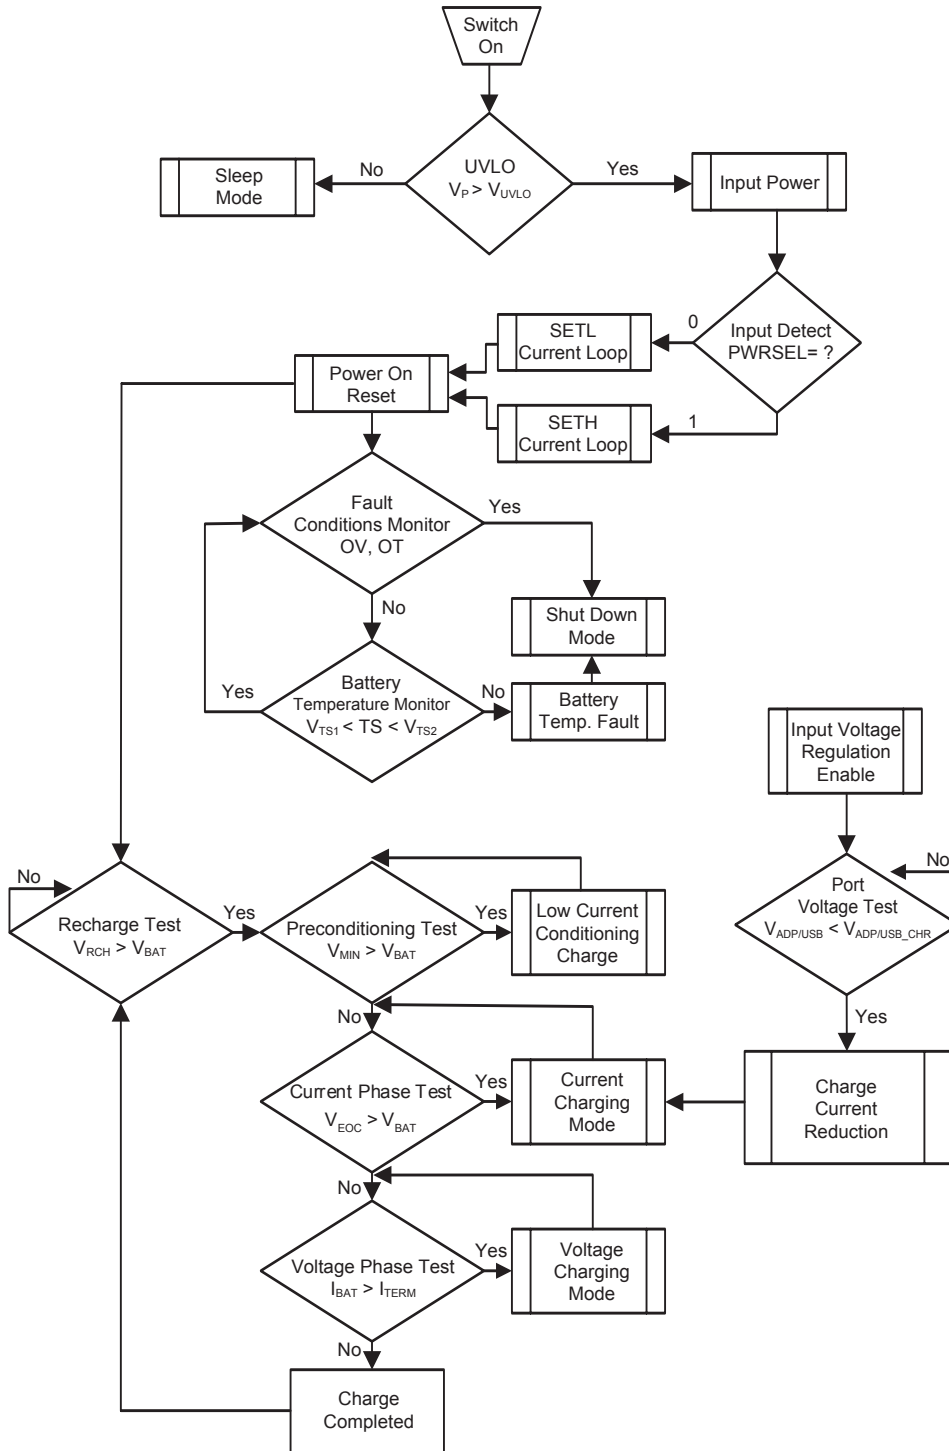 Switch
On
UVLO
V_P > V_UVLO
No
Yes
Sleep
Mode
Input Power
Input Detect
PWRSEL= ?
0
1
SETL
Current Loop
SETH
Current Loop
Power On
Reset
Fault
Conditions Monitor
OV, OT
Yes
No
Shut Down
Mode
Battery
Temperature Monitor
V_TS1 < TS < V_TS2
Yes
No
Battery
Temp. Fault
Input Voltage
Regulation
Enable
Port
Voltage Test
V_ADP/USB < V_ADP/USB_CHR
No
Yes
Charge
Current
Reduction
No
Recharge Test
V_RCH > V_BAT
Yes
Preconditioning Test
V_MIN > V_BAT
Yes
Low Current
Conditioning
Charge
No
Current Phase Test
V_EOC > V_BAT
Yes
Current
Charging
Mode
No
Voltage Phase Test
I_BAT > I_TERM
Yes
Voltage
Charging
Mode
No
Charge
Completed